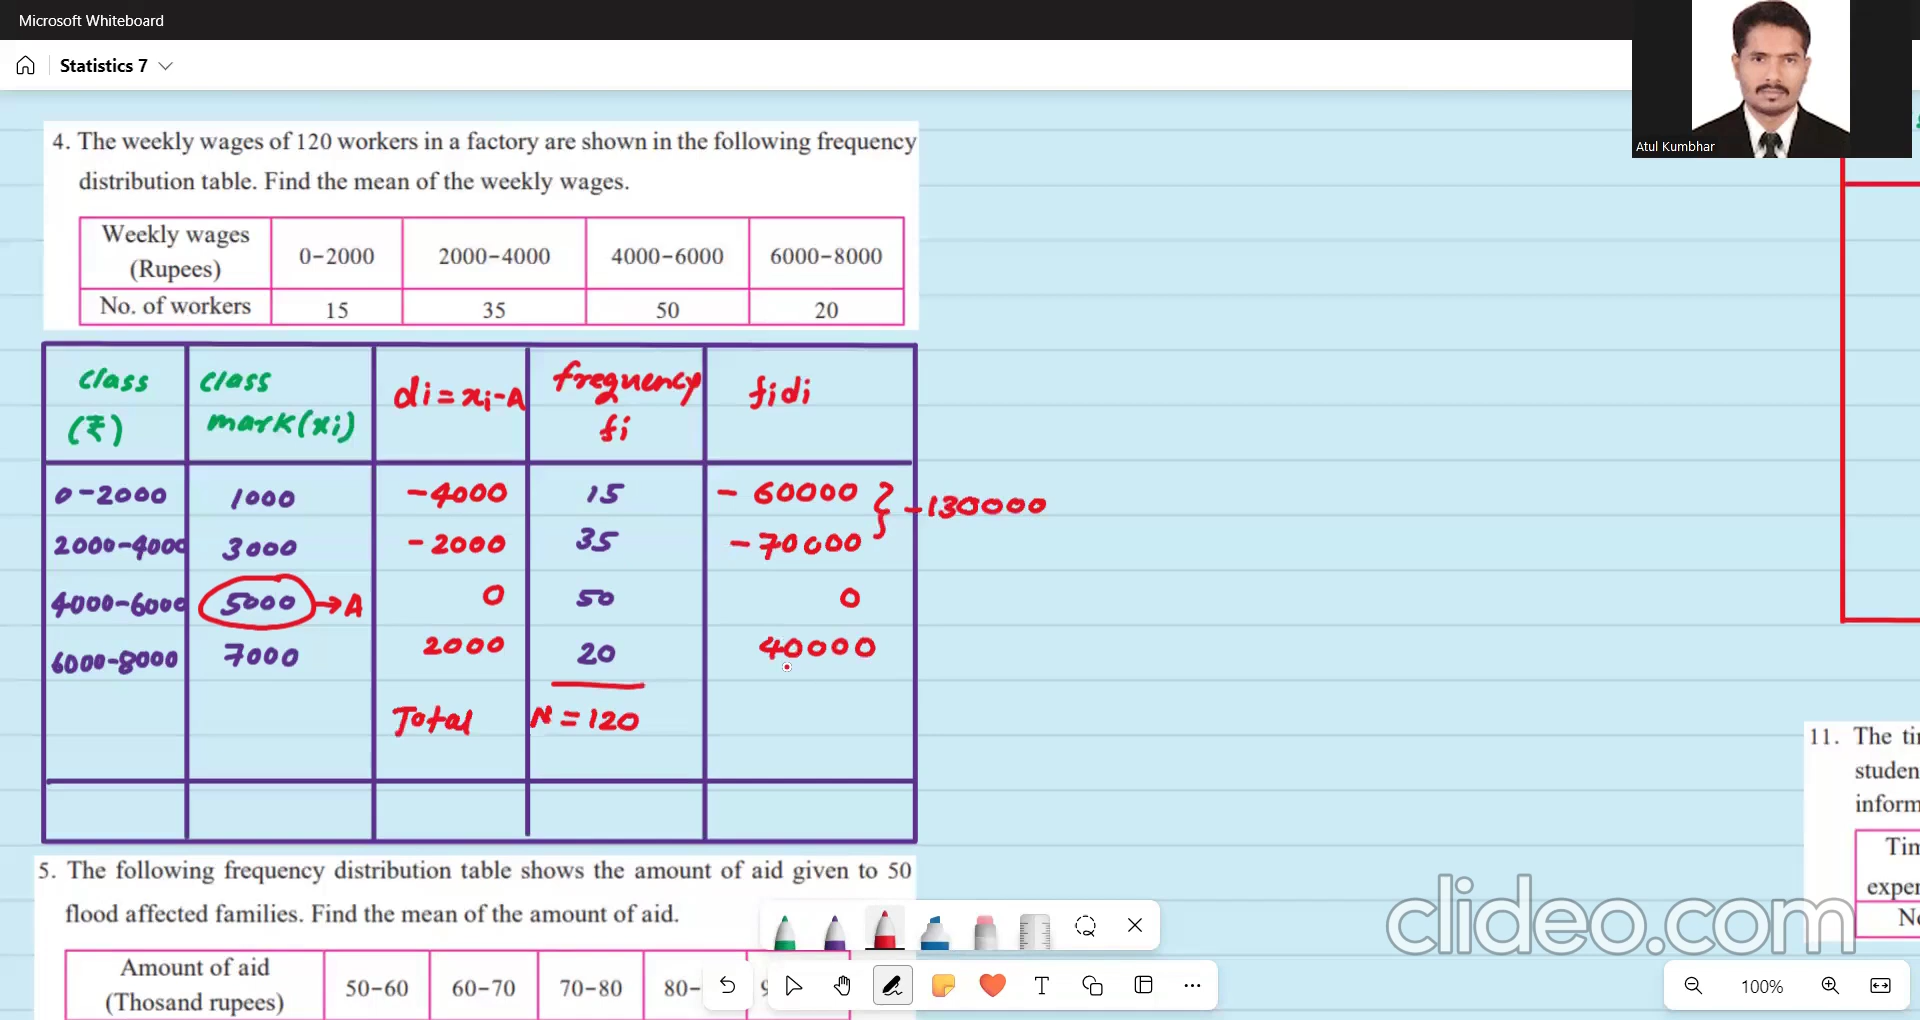 Microsoft Whiteboard
Statistics 7
Atul Kumbhar
4. The weekly wages of 120 workers in a factory are shown in the following frequency
distribution table. Find the mean of the weekly wages.
Weekly wages
(Rupees)
0-2000
2000-4000
4000-6000
6000-8000
No. of workers
15
35
50
20
class
(₹)
class
mark(xi)
di = xi-A
frequency
fi
fidi
0-2000
1000
-4000
15
- 60000
} -130000
2000-4000
3000
-2000
35
-70000
4000-6000
5000 → A
0
50
0
6000-8000
7000
2000
20
40000
Total
N = 120
5. The following frequency distribution table shows the amount of aid given to 50
flood affected families. Find the mean of the amount of aid.
Amount of aid
(Thosand rupees)
50-60
60-70
70-80
80-
11. The
studen
inform
expe
clideo.com
100%